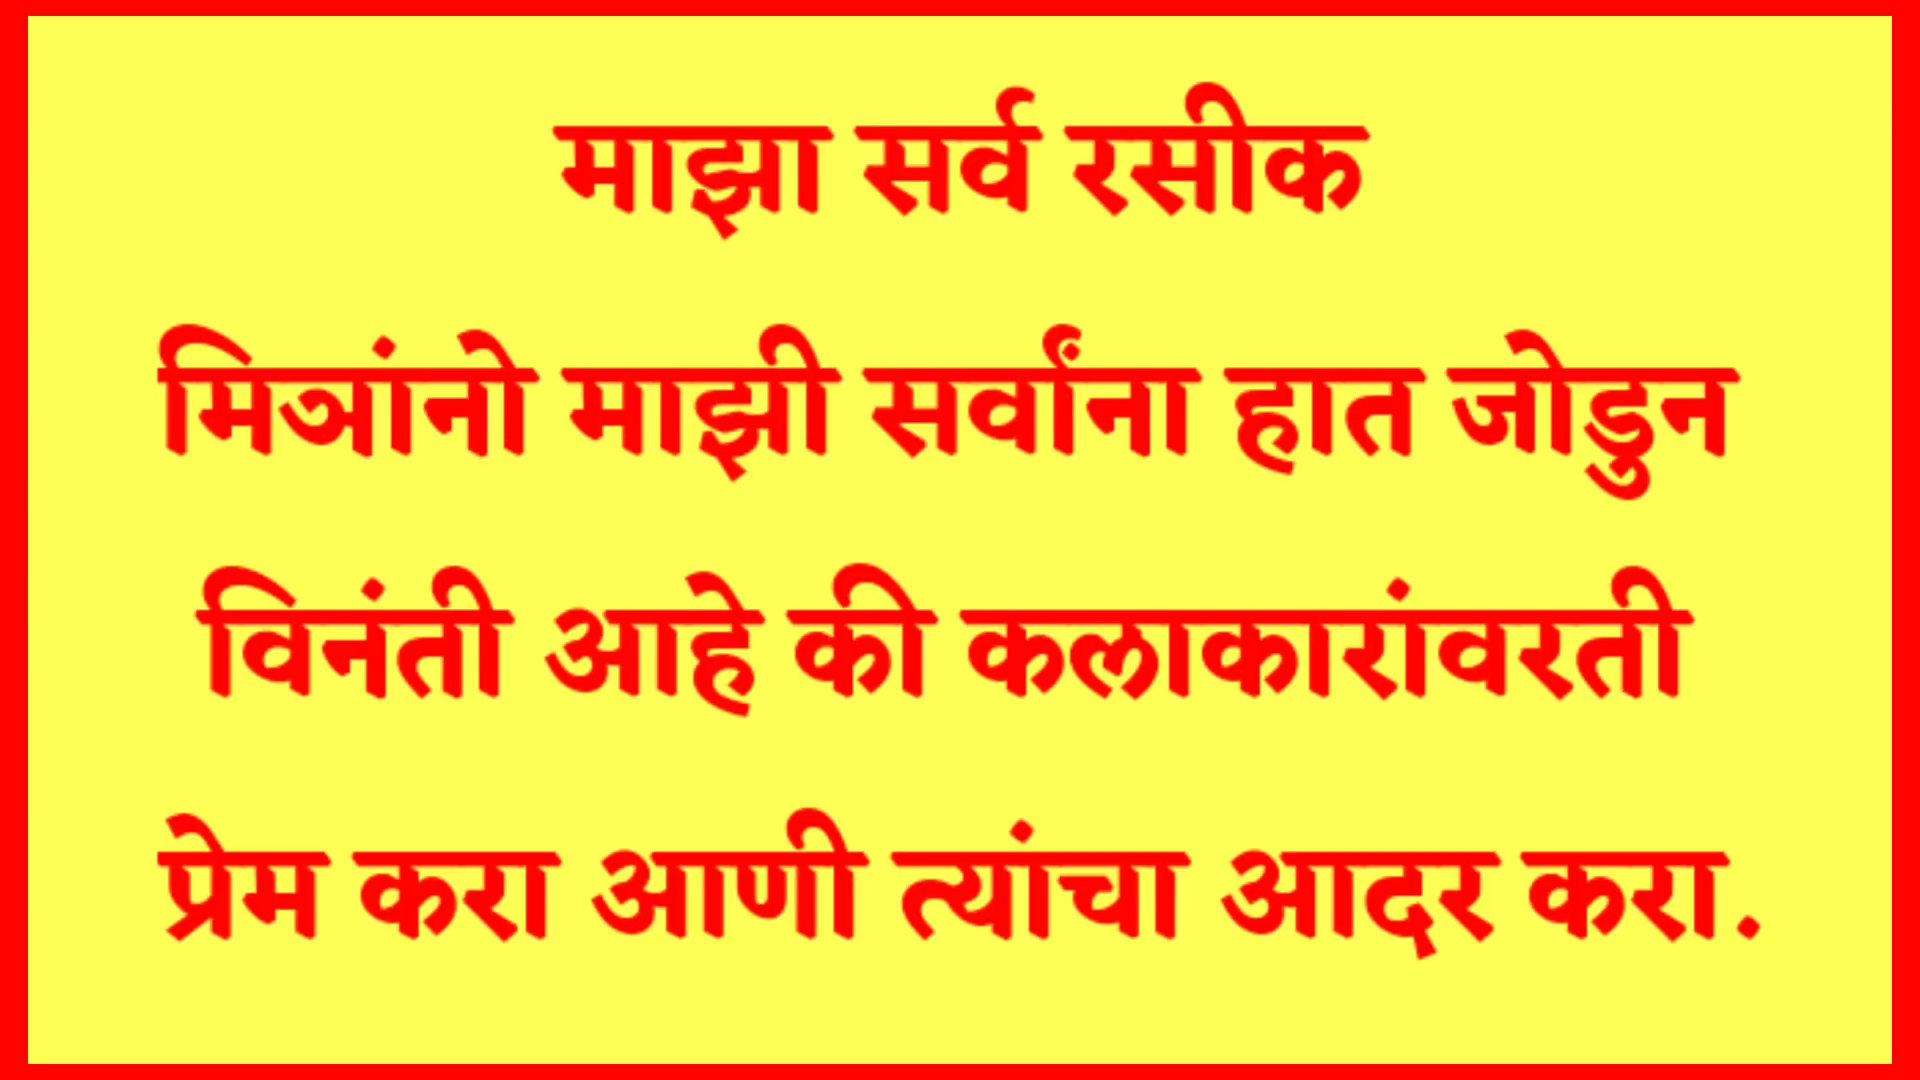 माझा सर्व रसीक
मिञांनो माझी सर्वांना हात जोडुन
विनंती आहे की कलाकारांवरती
प्रेम करा आणी त्यांचा आदर करा.